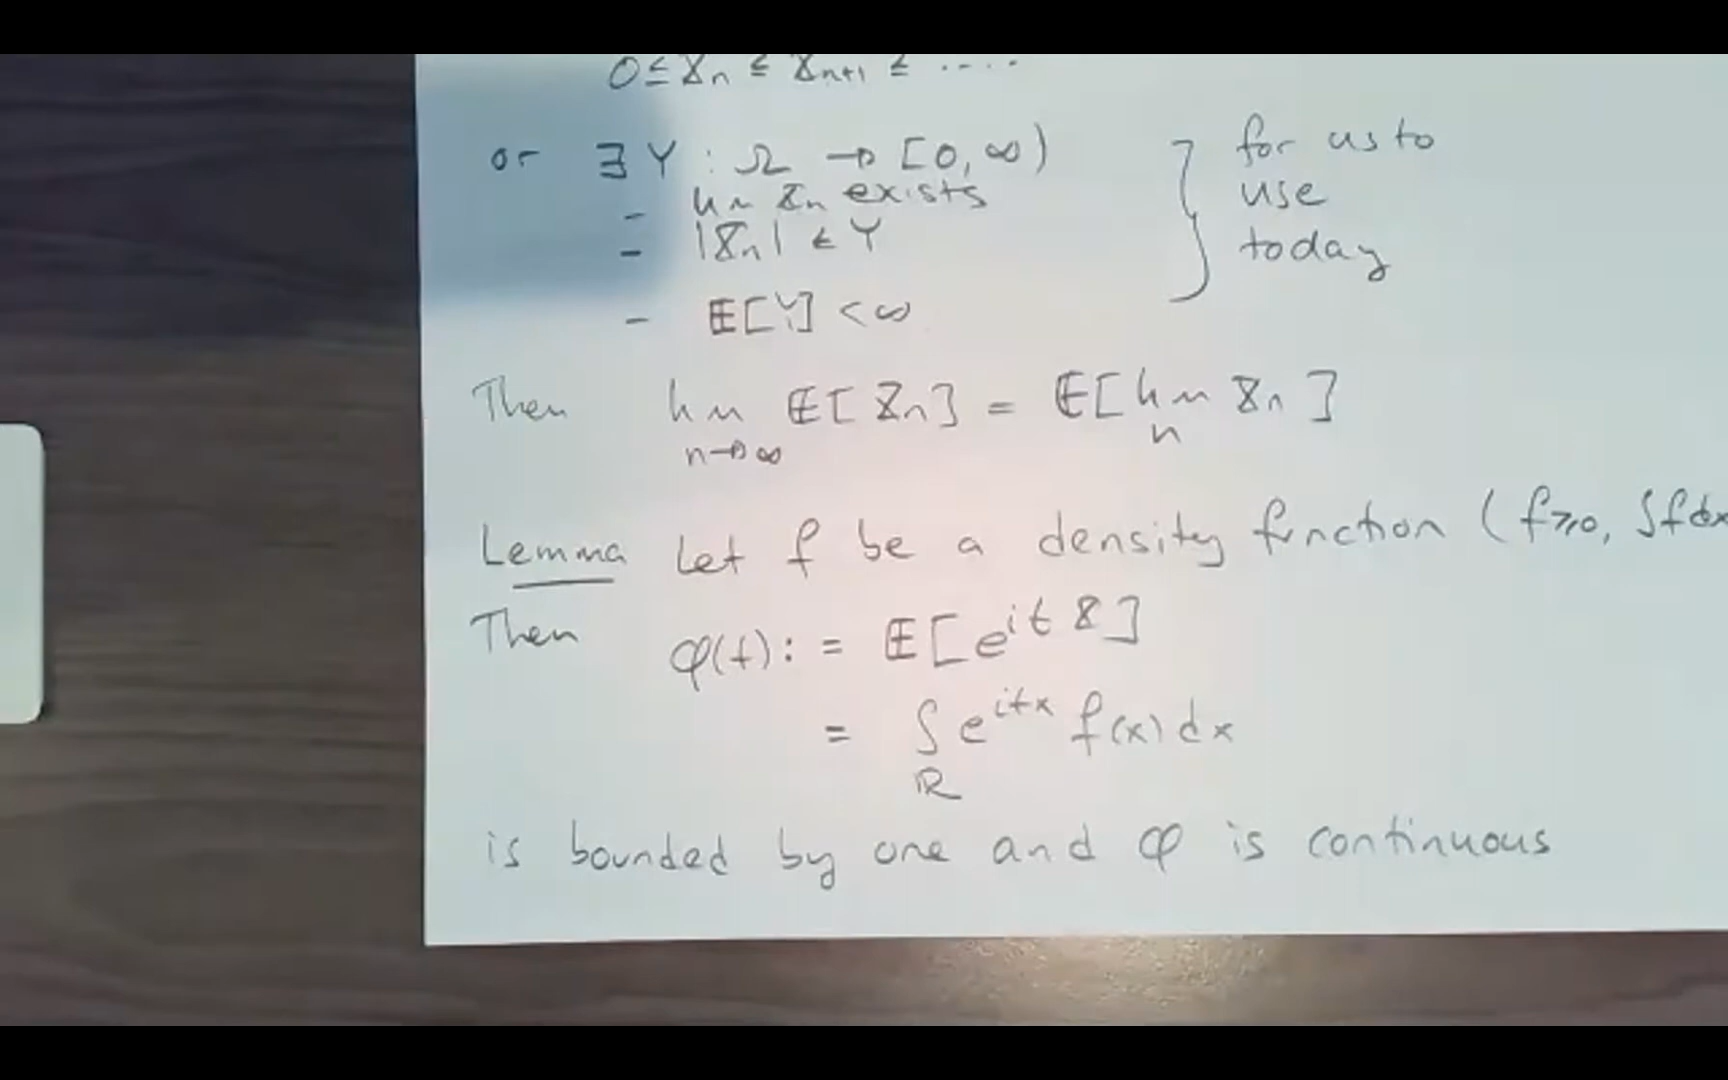 0 ≤ X_n ≤ X_{n+1} ≤ ....
or ∃ Y : Ω → [0, ∞)
- lim X_n exists
- |X_n| ≤ Y
- 𝔼[Y] < ∞
} for us to
use
today
Then lim_{n→∞} 𝔼[X_n] = 𝔼[lim_n X_n]
Lemma Let f be a density function (f⩾0, ∫fdx
Then φ(t) := 𝔼[e^{itX}]
= ∫_ℝ e^{itx} f(x) dx
is bounded by one and φ is continuous